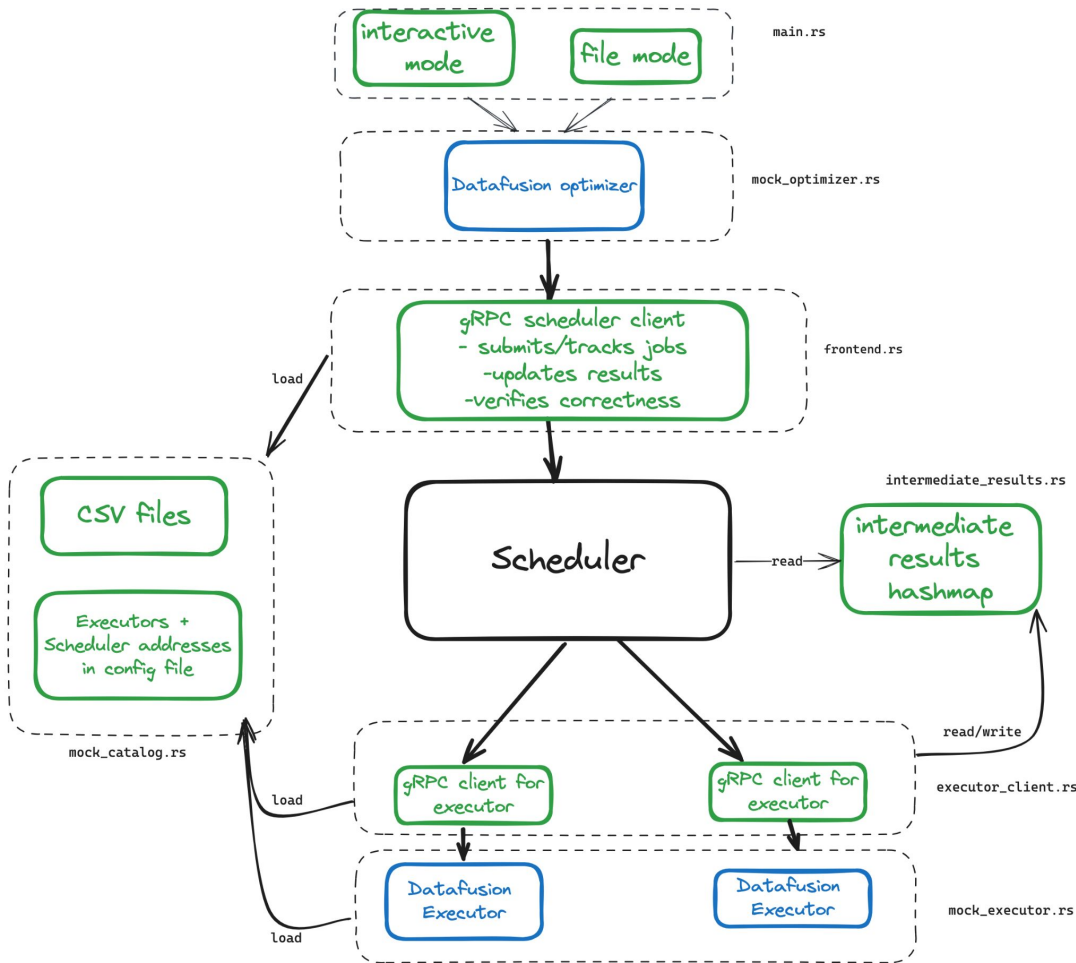 interactive
mode
file mode
main.rs
Datafusion optimizer
mock_optimizer.rs
gRPC scheduler client
- submits/tracks jobs
-updates results
-verifies correctness
frontend.rs
load
CSV files
Executors +
Scheduler addresses
in config file
mock_catalog.rs
Scheduler
read
intermediate_results.rs
intermediate
results
hashmap
read/write
gRPC client for
executor
gRPC client for
executor
executor_client.rs
load
Datafusion
Executor
Datafusion
Executor
mock_executor.rs
load